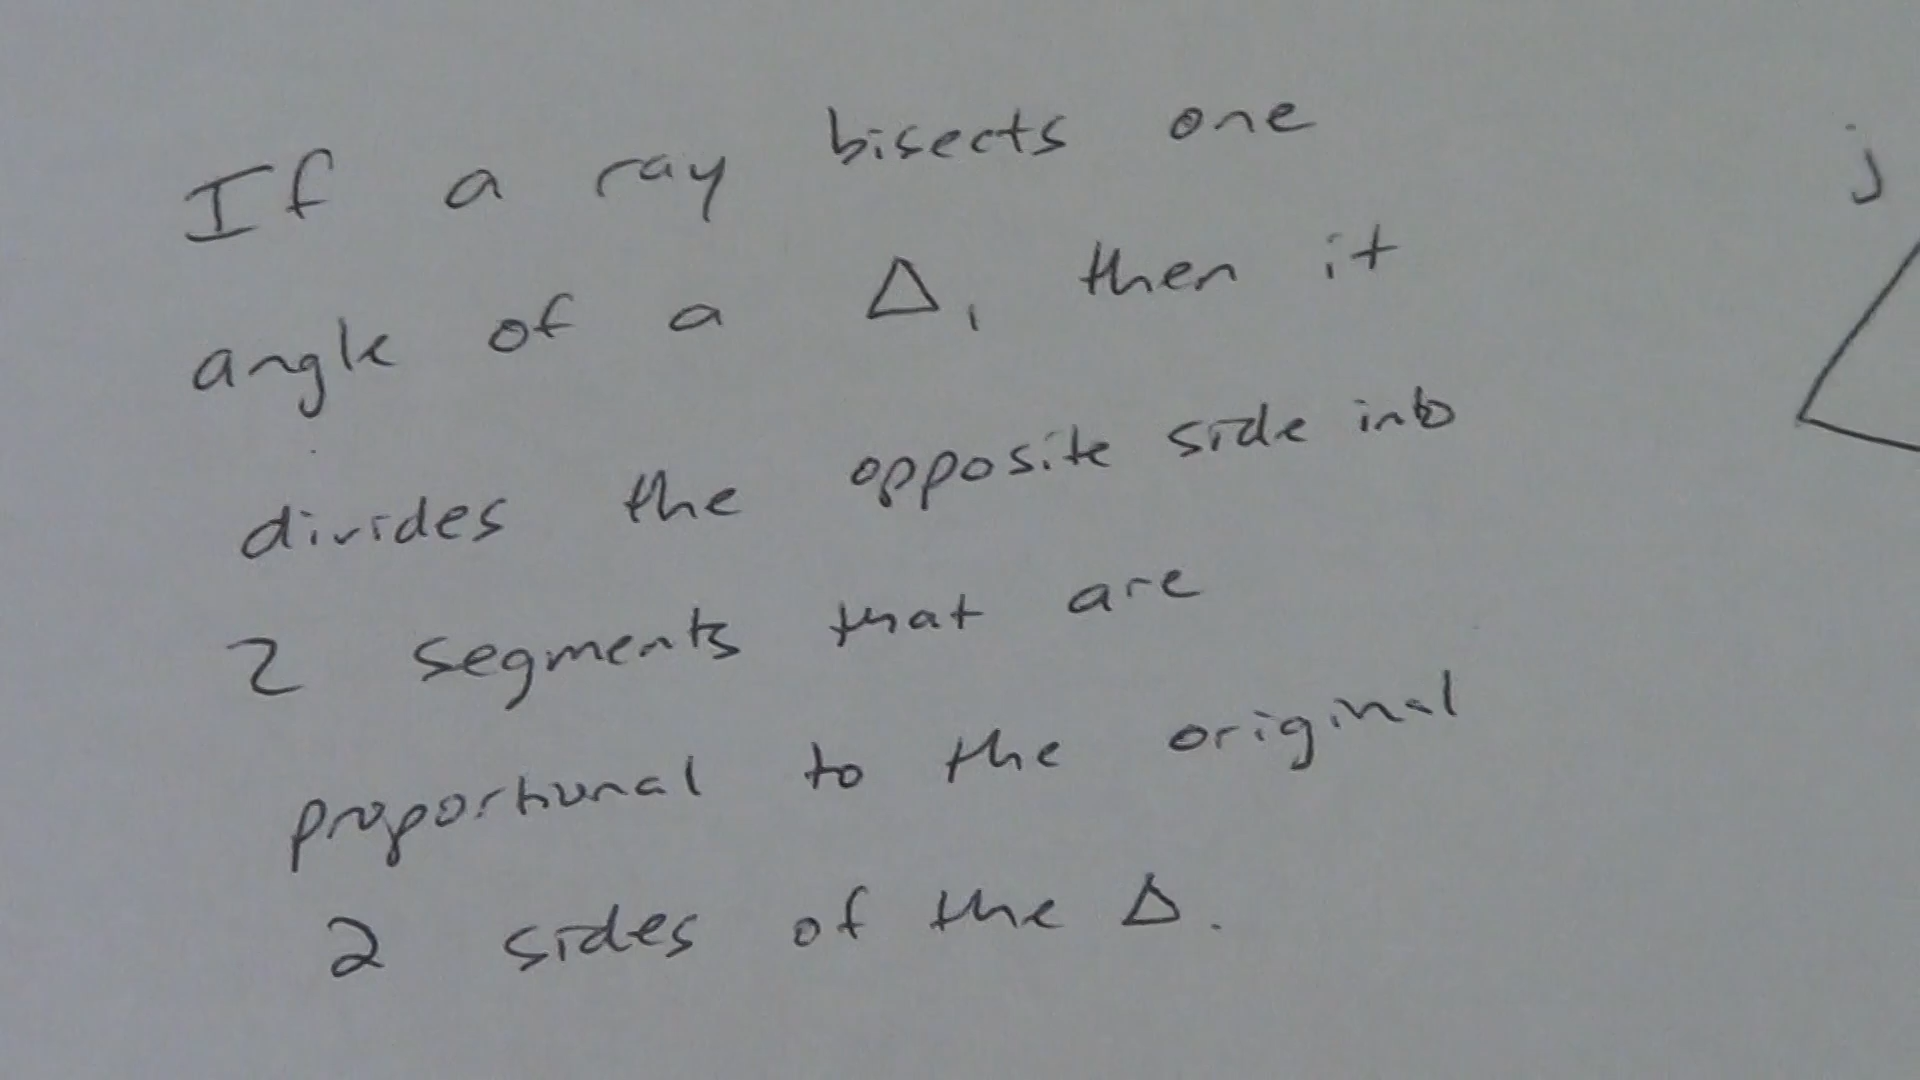 If a ray bisects one
angle of a Δ, then it
divides the opposite side into
2 segments that are
proportional to the original
2 sides of the Δ.
j